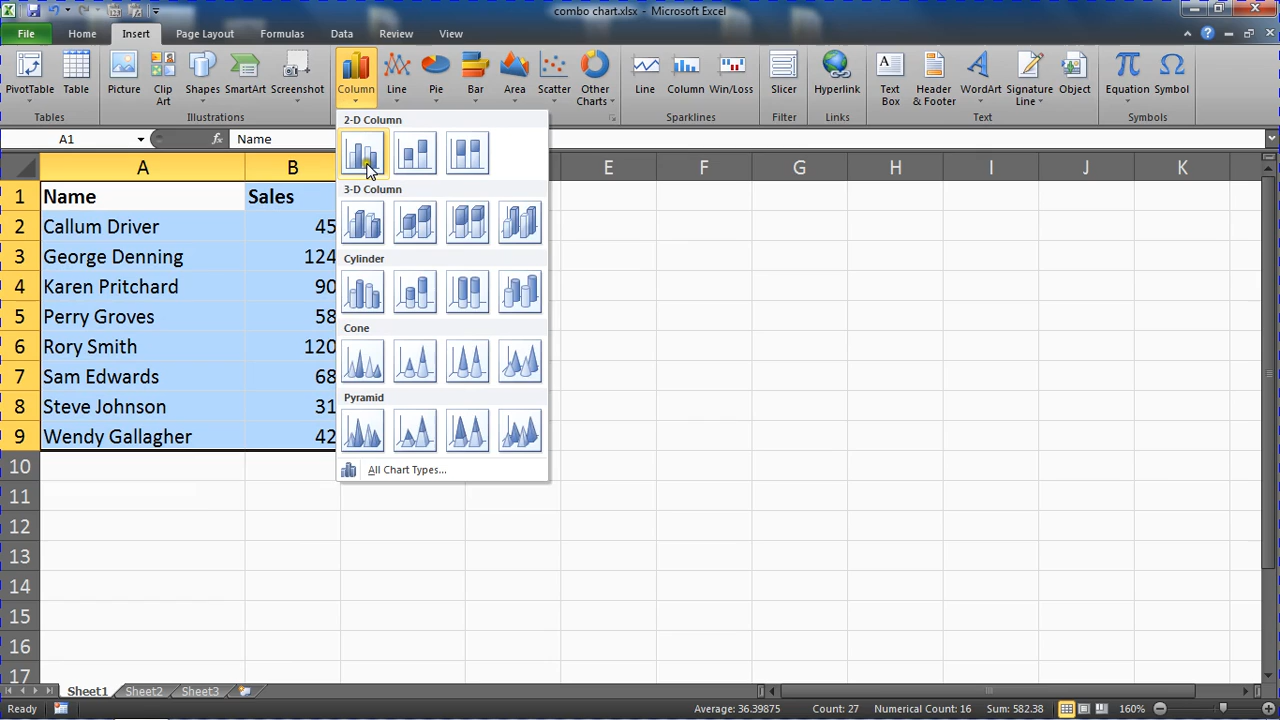 combo chart.xlsx - Microsoft Excel
File Home Insert Page Layout Formulas Data Review View
PivotTable Table Picture Clip Art Shapes SmartArt Screenshot Column Line Pie Bar Area Scatter Other Charts Line Column Win/Loss Slicer Hyperlink Text Box Header & Footer WordArt Signature Line Equation Symbol
Tables Illustrations Sparklines Filter Links Text Symbols
A1 fx Name
2-D Column
3-D Column
Cylinder
Cone
Pyramid
All Chart Types...
A B E F G H I J K
1 Name Sales
2 Callum Driver 45
3 George Denning 124
4 Karen Pritchard 90
5 Perry Groves 58
6 Rory Smith 120
7 Sam Edwards 68
8 Steve Johnson 31
9 Wendy Gallagher 42
10
11
12
13
14
15
16
17
Sheet1 Sheet2 Sheet3
Ready Average: 36.39875 Count: 27 Numerical Count: 16 Sum: 582.38 160%